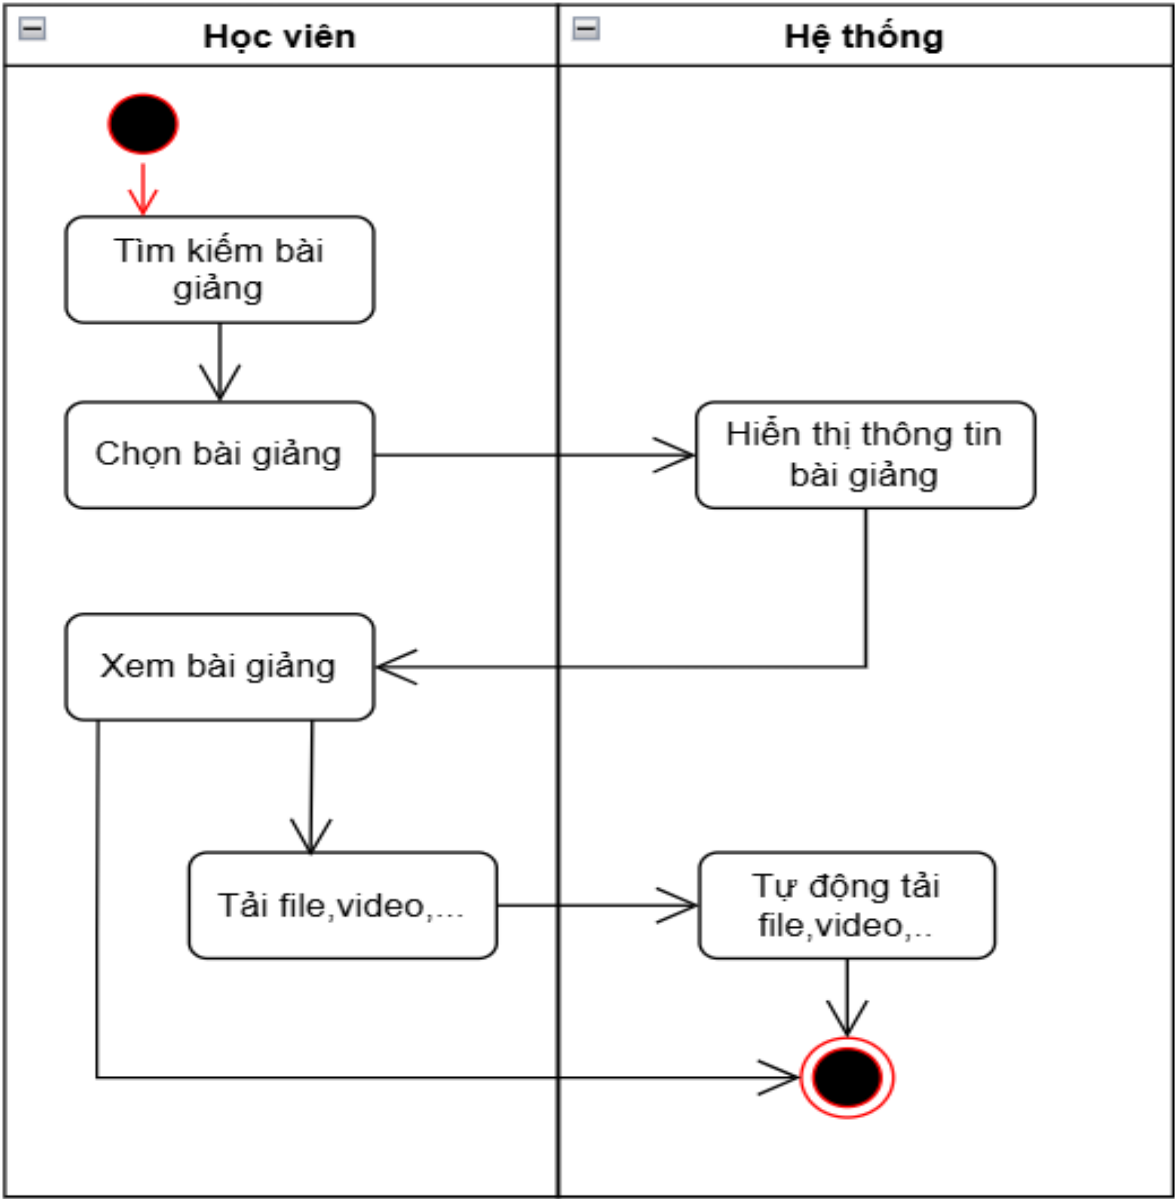 Học viên
Hệ thống
Tìm kiếm bài
giảng
Chọn bài giảng
Hiển thị thông tin
bài giảng
Xem bài giảng
Tải file,video,...
Tự động tải
file,video,..